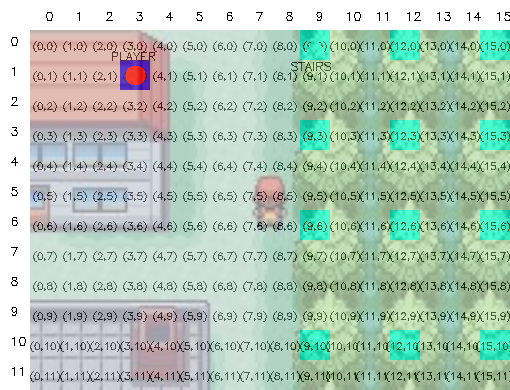 0 1 2 3 4 5 6 7 8 9 10 11 12 13 14 15
0 (0,0) (1,0) (2,0) (3,0) (4,0) (5,0) (6,0) (7,0) (8,0) (10,0) (11,0) (12,0) (13,0) (14,0) (15,0)
PLAYER
STAIRS
1 (0,1) (1,1) (2,1) (4,1) (5,1) (6,1) (7,1) (8,1) (9,1) (10,1) (11,1) (12,1) (13,1) (14,1) (15,1)
2 (0,2) (1,2) (2,2) (3,2) (4,2) (5,2) (6,2) (7,2) (8,2) (9,2) (10,2) (11,2) (12,2) (13,2) (14,2) (15,2)
3 (0,3) (1,3) (2,3) (3,3) (4,3) (5,3) (6,3) (7,3) (8,3) (9,3) (10,3) (11,3) (12,3) (13,3) (14,3) (15,3)
4 (0,4) (1,4) (2,4) (3,4) (4,4) (5,4) (6,4) (7,4) (8,4) (9,4) (10,4) (11,4) (12,4) (13,4) (14,4) (15,4)
5 (0,5) (1,5) (2,5) (3,5) (4,5) (5,5) (6,5) (7,5) (8,5) (9,5) (10,5) (11,5) (12,5) (13,5) (14,5) (15,5)
6 (0,6) (1,6) (2,6) (3,6) (4,6) (5,6) (6,6) (7,6) (8,6) (9,6) (10,6) (11,6) (12,6) (13,6) (14,6) (15,6)
7 (0,7) (1,7) (2,7) (3,7) (4,7) (5,7) (6,7) (7,7) (8,7) (9,7) (10,7) (11,7) (12,7) (13,7) (14,7) (15,7)
8 (0,8) (1,8) (2,8) (3,8) (4,8) (5,8) (6,8) (7,8) (8,8) (9,8) (10,8) (11,8) (12,8) (13,8) (14,8) (15,8)
9 (0,9) (1,9) (2,9) (3,9) (4,9) (5,9) (6,9) (7,9) (8,9) (9,9) (10,9) (11,9) (12,9) (13,9) (14,9) (15,9)
10 (0,10) (1,10) (2,10) (3,10) (4,10) (5,10) (6,10) (7,10) (8,10) (9,10) (10,10) (11,10) (12,10) (13,10) (14,10) (15,10)
11 (0,11) (1,11) (2,11) (3,11) (4,11) (5,11) (6,11) (7,11) (8,11) (9,11) (10,11) (11,11) (12,11) (13,11) (14,11) (15,11)